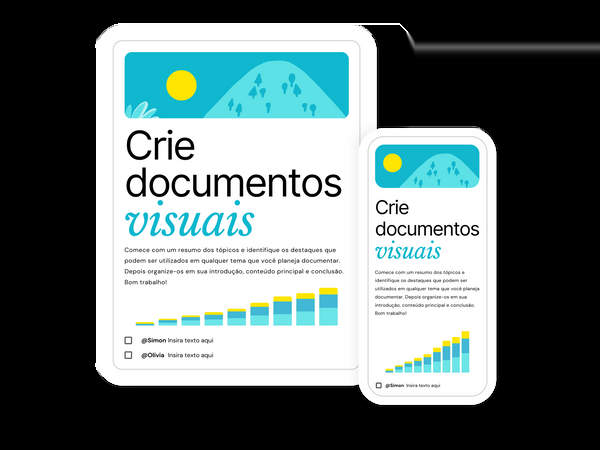 Crie
documentos
visuais
Comece com um resumo dos tópicos e identifique os destaques que
podem ser utilizados em qualquer tema que você planeja documentar.
Depois organize-os em sua introdução, conteúdo principal e conclusão.
Bom trabalho!
@Simon Insira texto aqui
@Olivia Insira texto aqui
Crie
documentos
visuais
Comece com um resumo dos tópicos e
identifique os destaques que podem ser
utilizados em qualquer tema que você planeja
documentar. Depois organize-os em sua
introdução, conteúdo principal e conclusão.
Bom trabalho!
@Simon Insira texto aqui